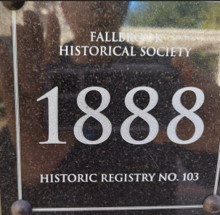 FALLBROOK
HISTORICAL SOCIETY
1888
HISTORIC REGISTRY NO. 103